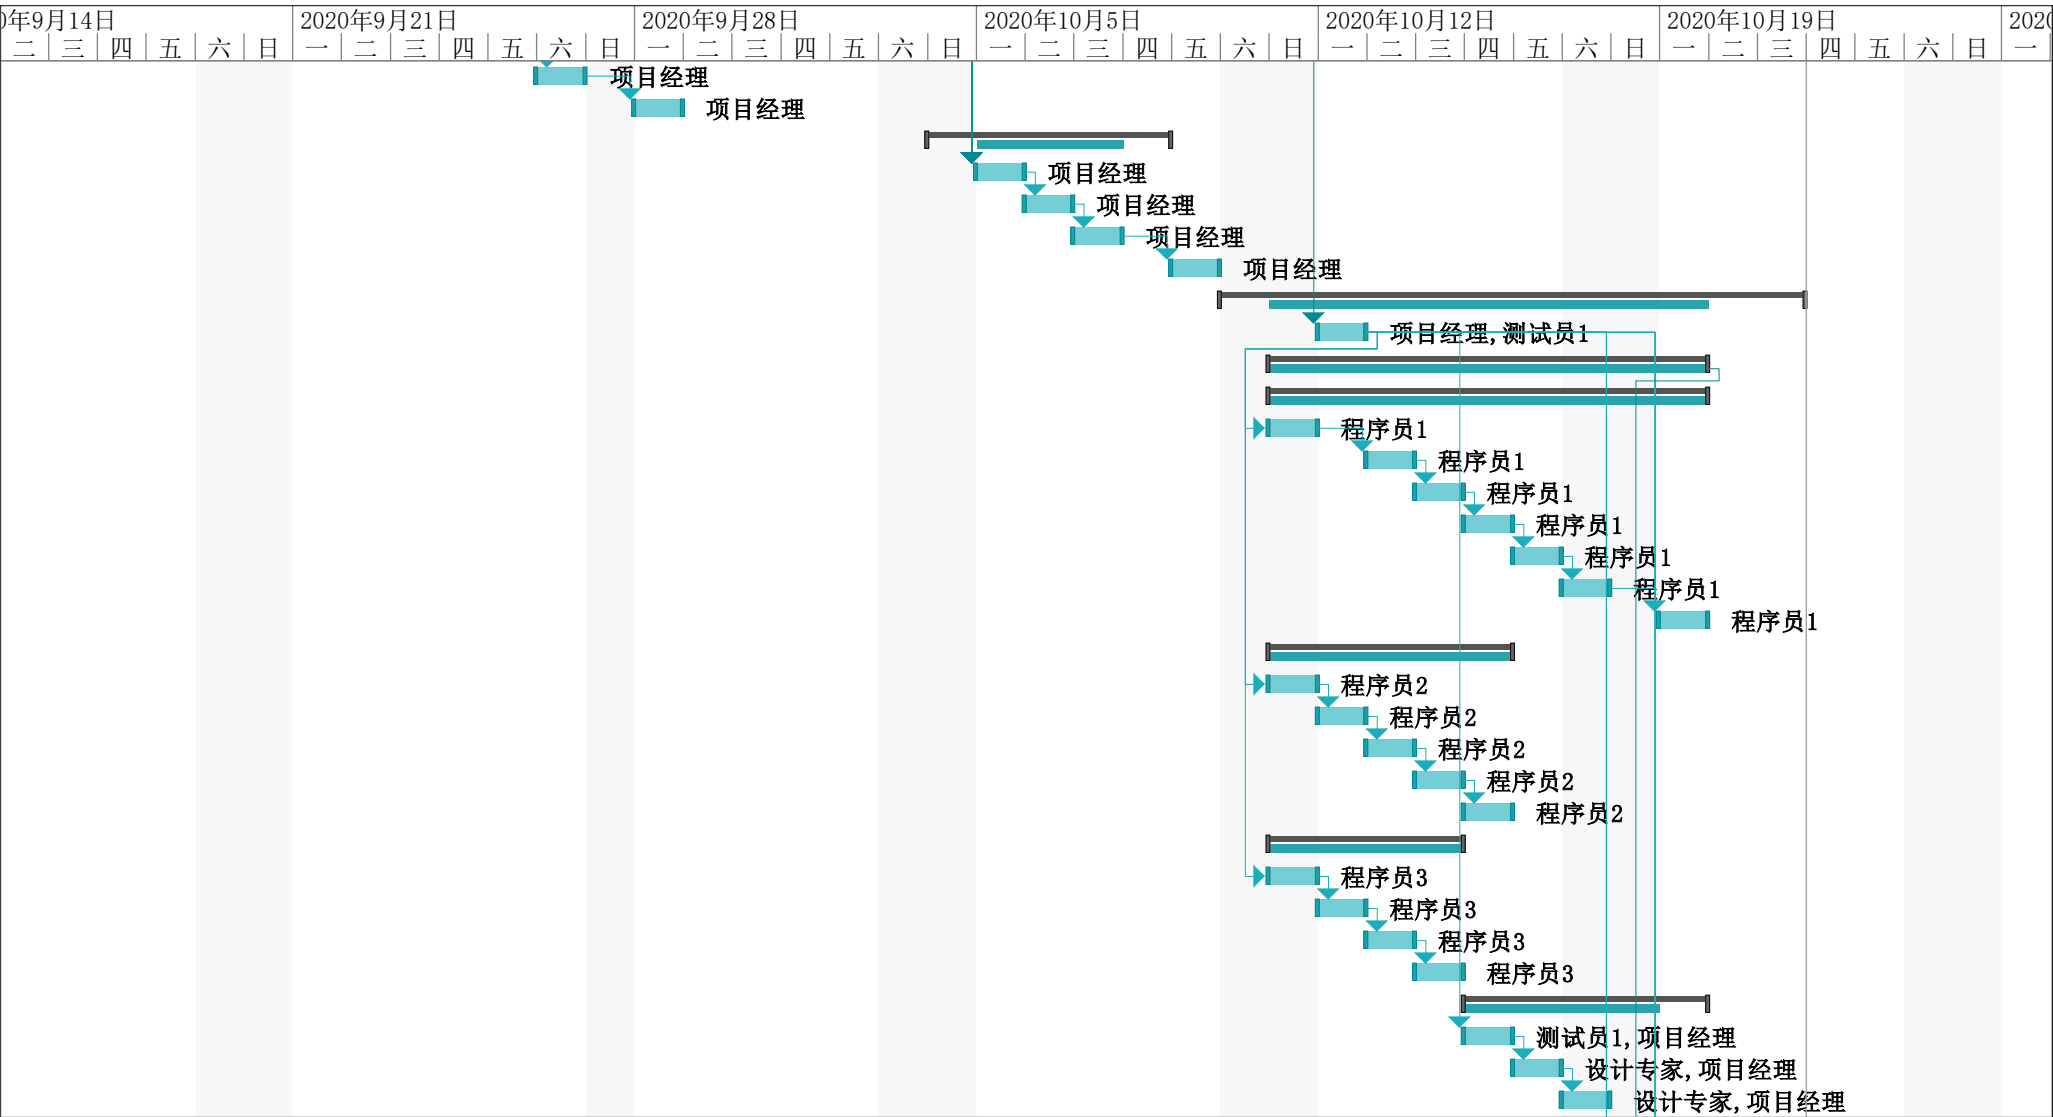 0年9月14日 2020年9月21日 2020年9月28日 2020年10月5日 2020年10月12日 2020年10月19日 202
二 三 四 五 六 日 一 二 三 四 五 六 日 一 二 三 四 五 六 日 一 二 三 四 五 六 日 一 二 三 四 五 六 日 一 二 三 四 五 六 日 一
项目经理
项目经理
项目经理
项目经理
项目经理
项目经理
项目经理,测试员1
程序员1
程序员1
程序员1
程序员1
程序员1
程序员1
程序员1
程序员2
程序员2
程序员2
程序员2
程序员2
程序员3
程序员3
程序员3
程序员3
测试员1,项目经理
设计专家,项目经理
设计专家,项目经理